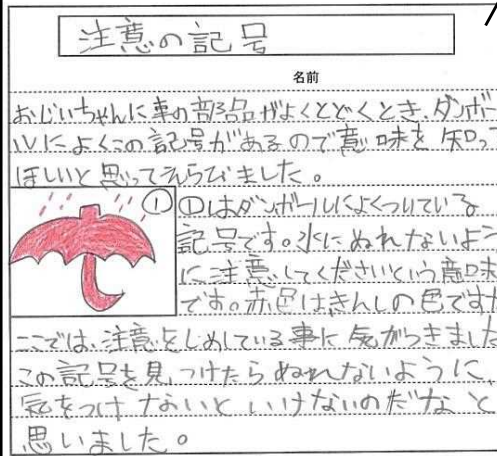 注意の記号
名前
おじいちゃんに車の部品がよくとどくとき、ダンボー
ルによくこの記号があるので意味を知って
ほしいと思ってえらびました。
①
①はダンボールによくついている
記号です。水にぬれないよう
に注意してくださいという意味
です。赤色はきんしの色ですが
ここでは、注意をしめしている事に気がつきました
この記号を見つけたらぬれないように、
気をつけないといけないのだなと
思いました。